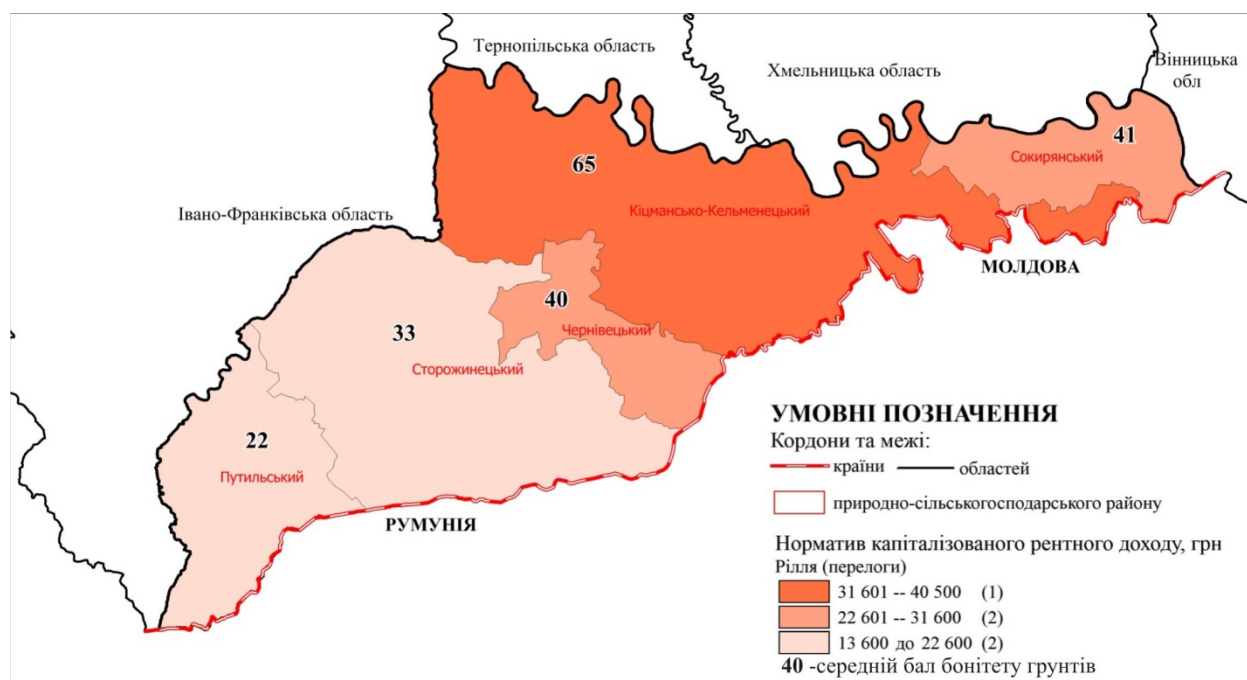 Тернопільська область
Хмельницька область
Вінницька
обл
41
Сокирянський
65
Кіцмансько-Кельменецький
Івано-Франківська область
МОЛДОВА
40
Чернівецький
33
Сторожинецький
22
Путильський
РУМУНІЯ
УМОВНІ ПОЗНАЧЕННЯ
Кордони та межі:
країни областей
природно-сільськогосподарського району
Норматив капіталізованого рентного доходу, грн
Рілля (перелоги)
31 601 -- 40 500 (1)
22 601 -- 31 600 (2)
13 600 до 22 600 (2)
40 -середній бал бонітету грунтів